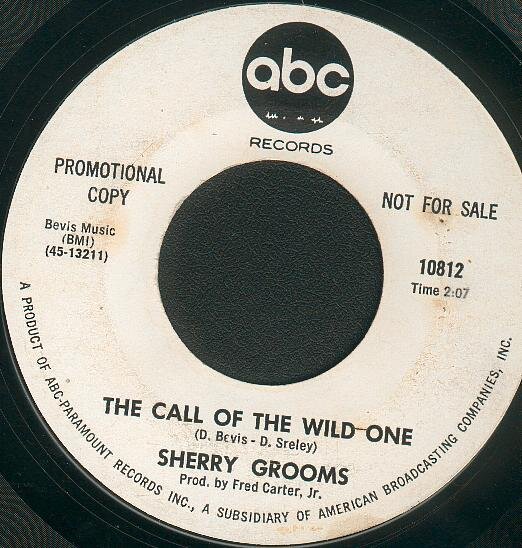 abc
RECORDS
PROMOTIONAL
COPY
NOT FOR SALE
Bevis Music
(BMI)
(45-13211)
10812
Time 2:07
THE CALL OF THE WILD ONE
(D. Bevis - D. Sreley)
SHERRY GROOMS
Prod. by Fred Carter, Jr.
A PRODUCT OF ABC-PARAMOUNT RECORDS INC., A SUBSIDIARY OF AMERICAN BROADCASTING COMPANIES, INC.